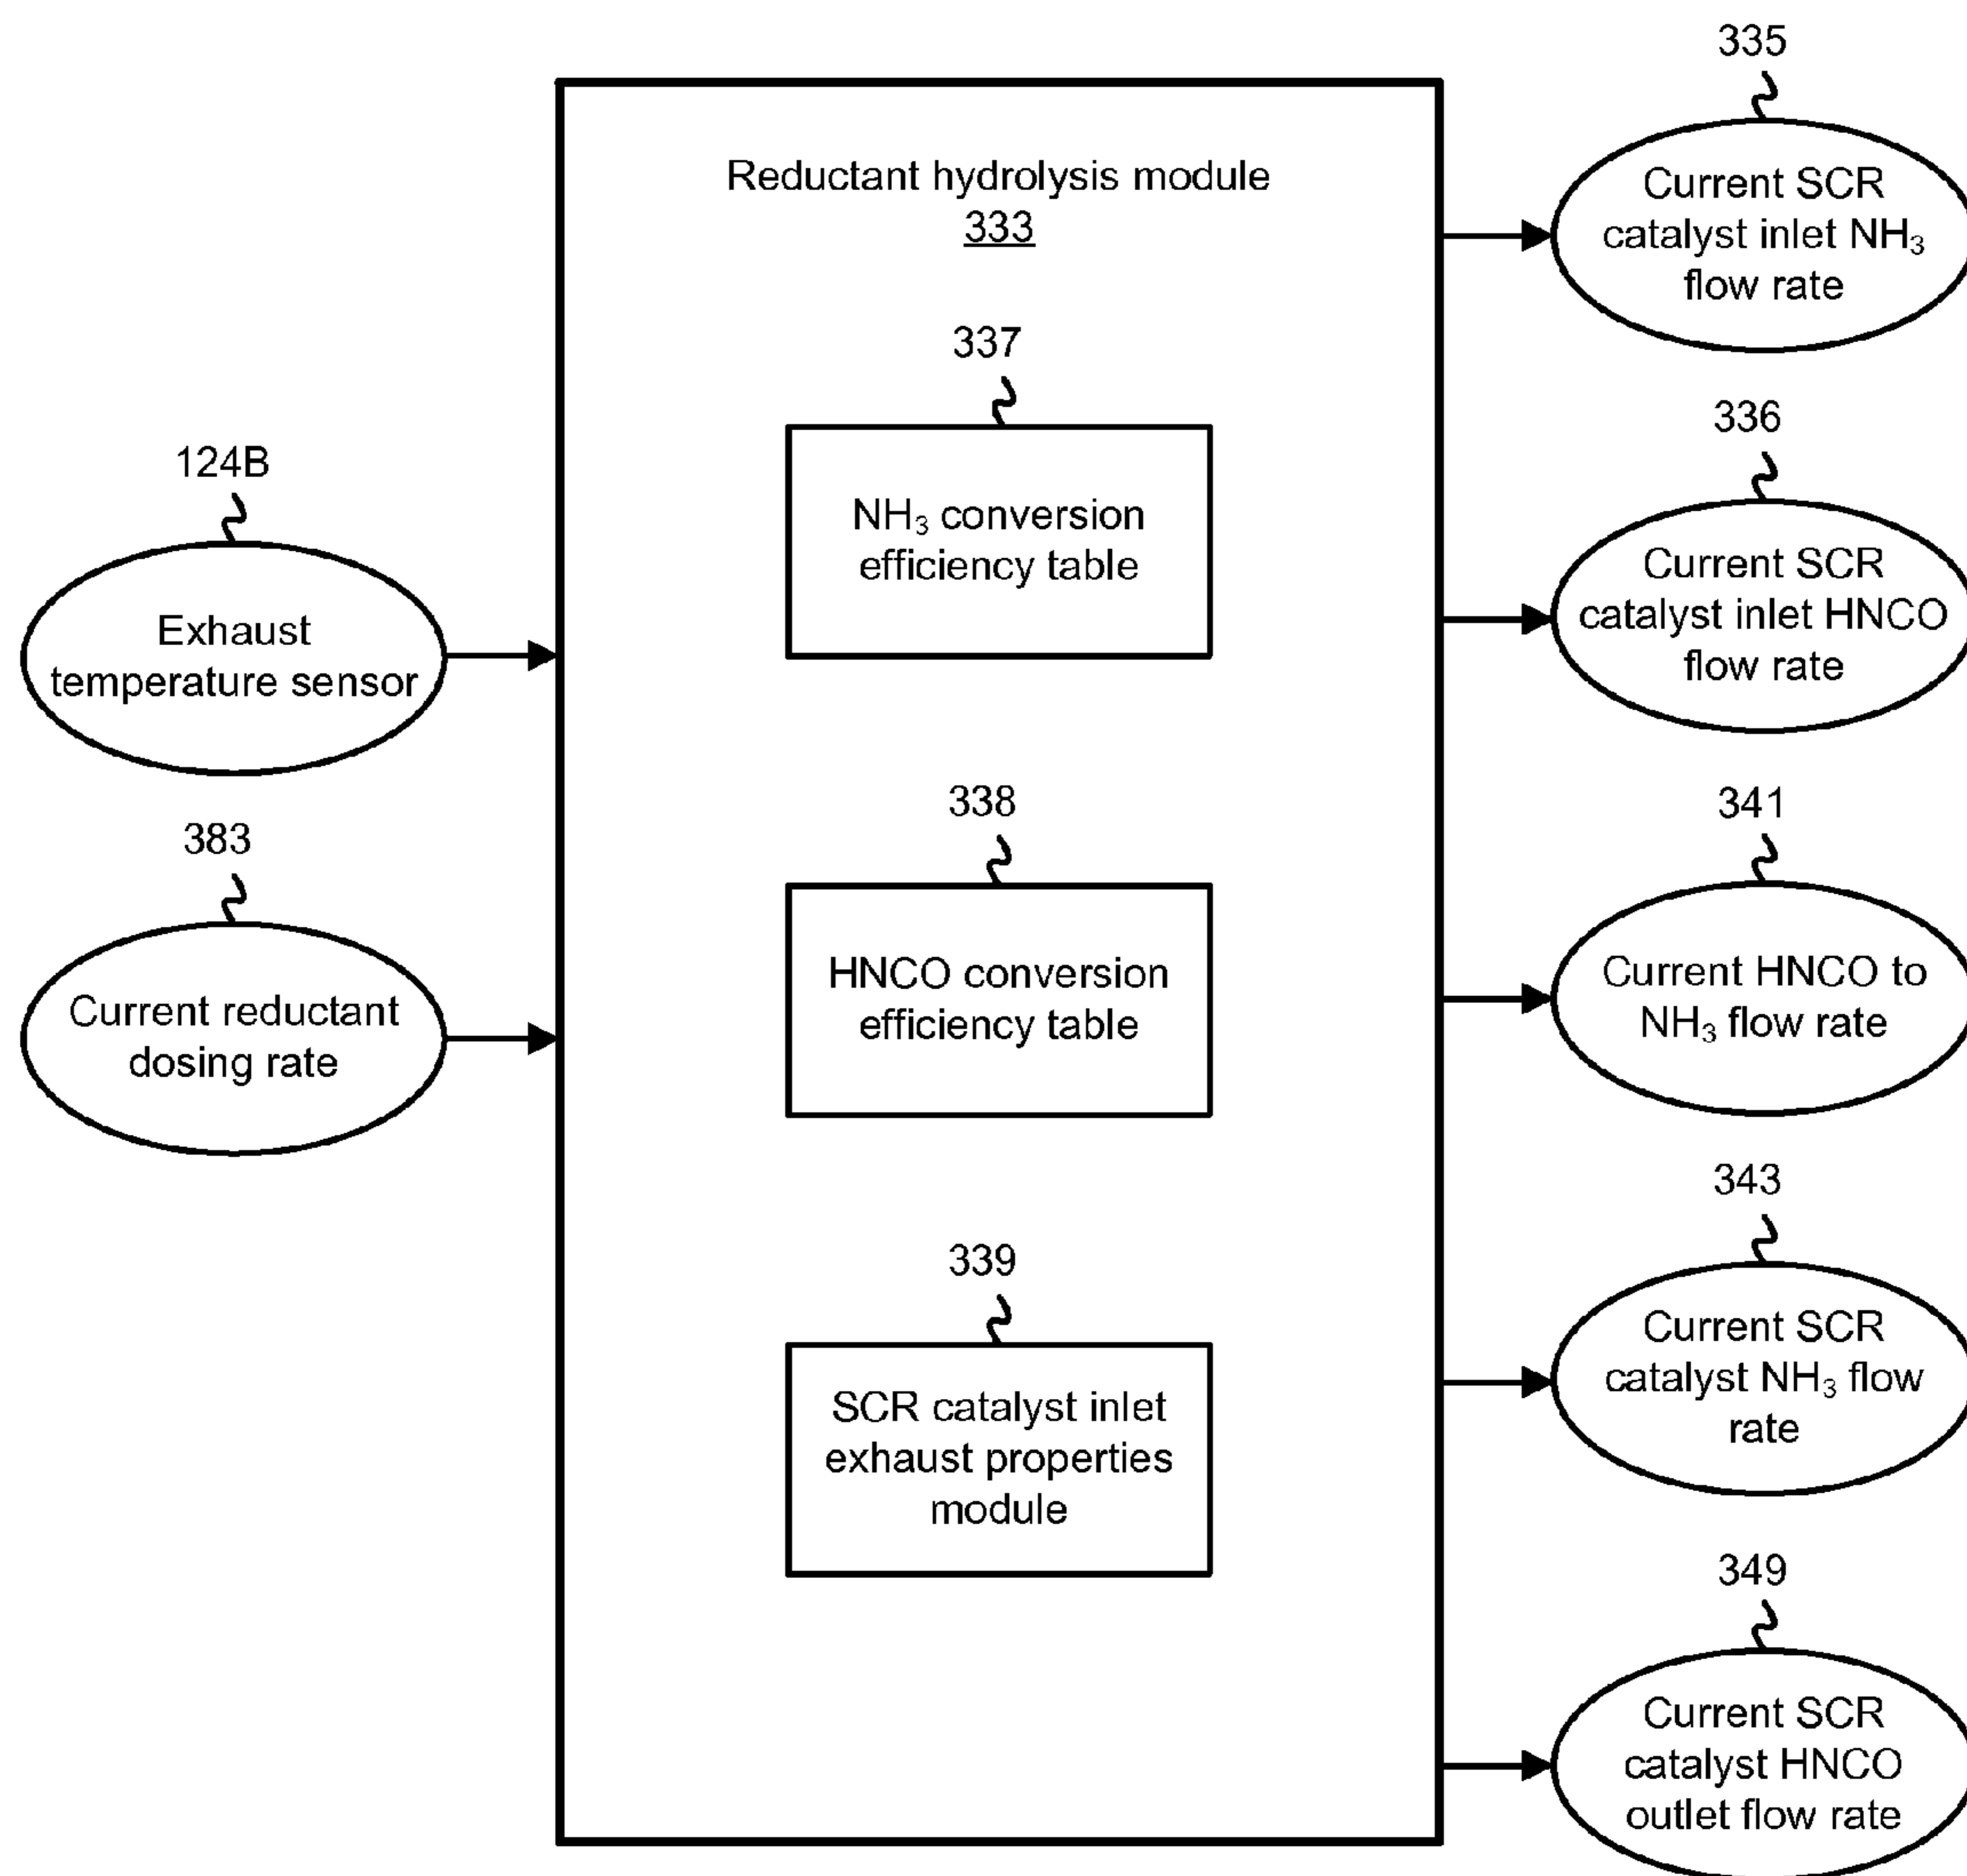 335
Reductant hydrolysis module
333
Current SCR
catalyst inlet NH₃
flow rate
337
336
NH₃ conversion
efficiency table
124B
Exhaust
temperature sensor
Current SCR
catalyst inlet HNCO
flow rate
338
341
383
Current reductant
dosing rate
HNCO conversion
efficiency table
Current HNCO to
NH₃ flow rate
339
343
SCR catalyst inlet
exhaust properties
module
Current SCR
catalyst NH₃ flow
rate
349
Current SCR
catalyst HNCO
outlet flow rate